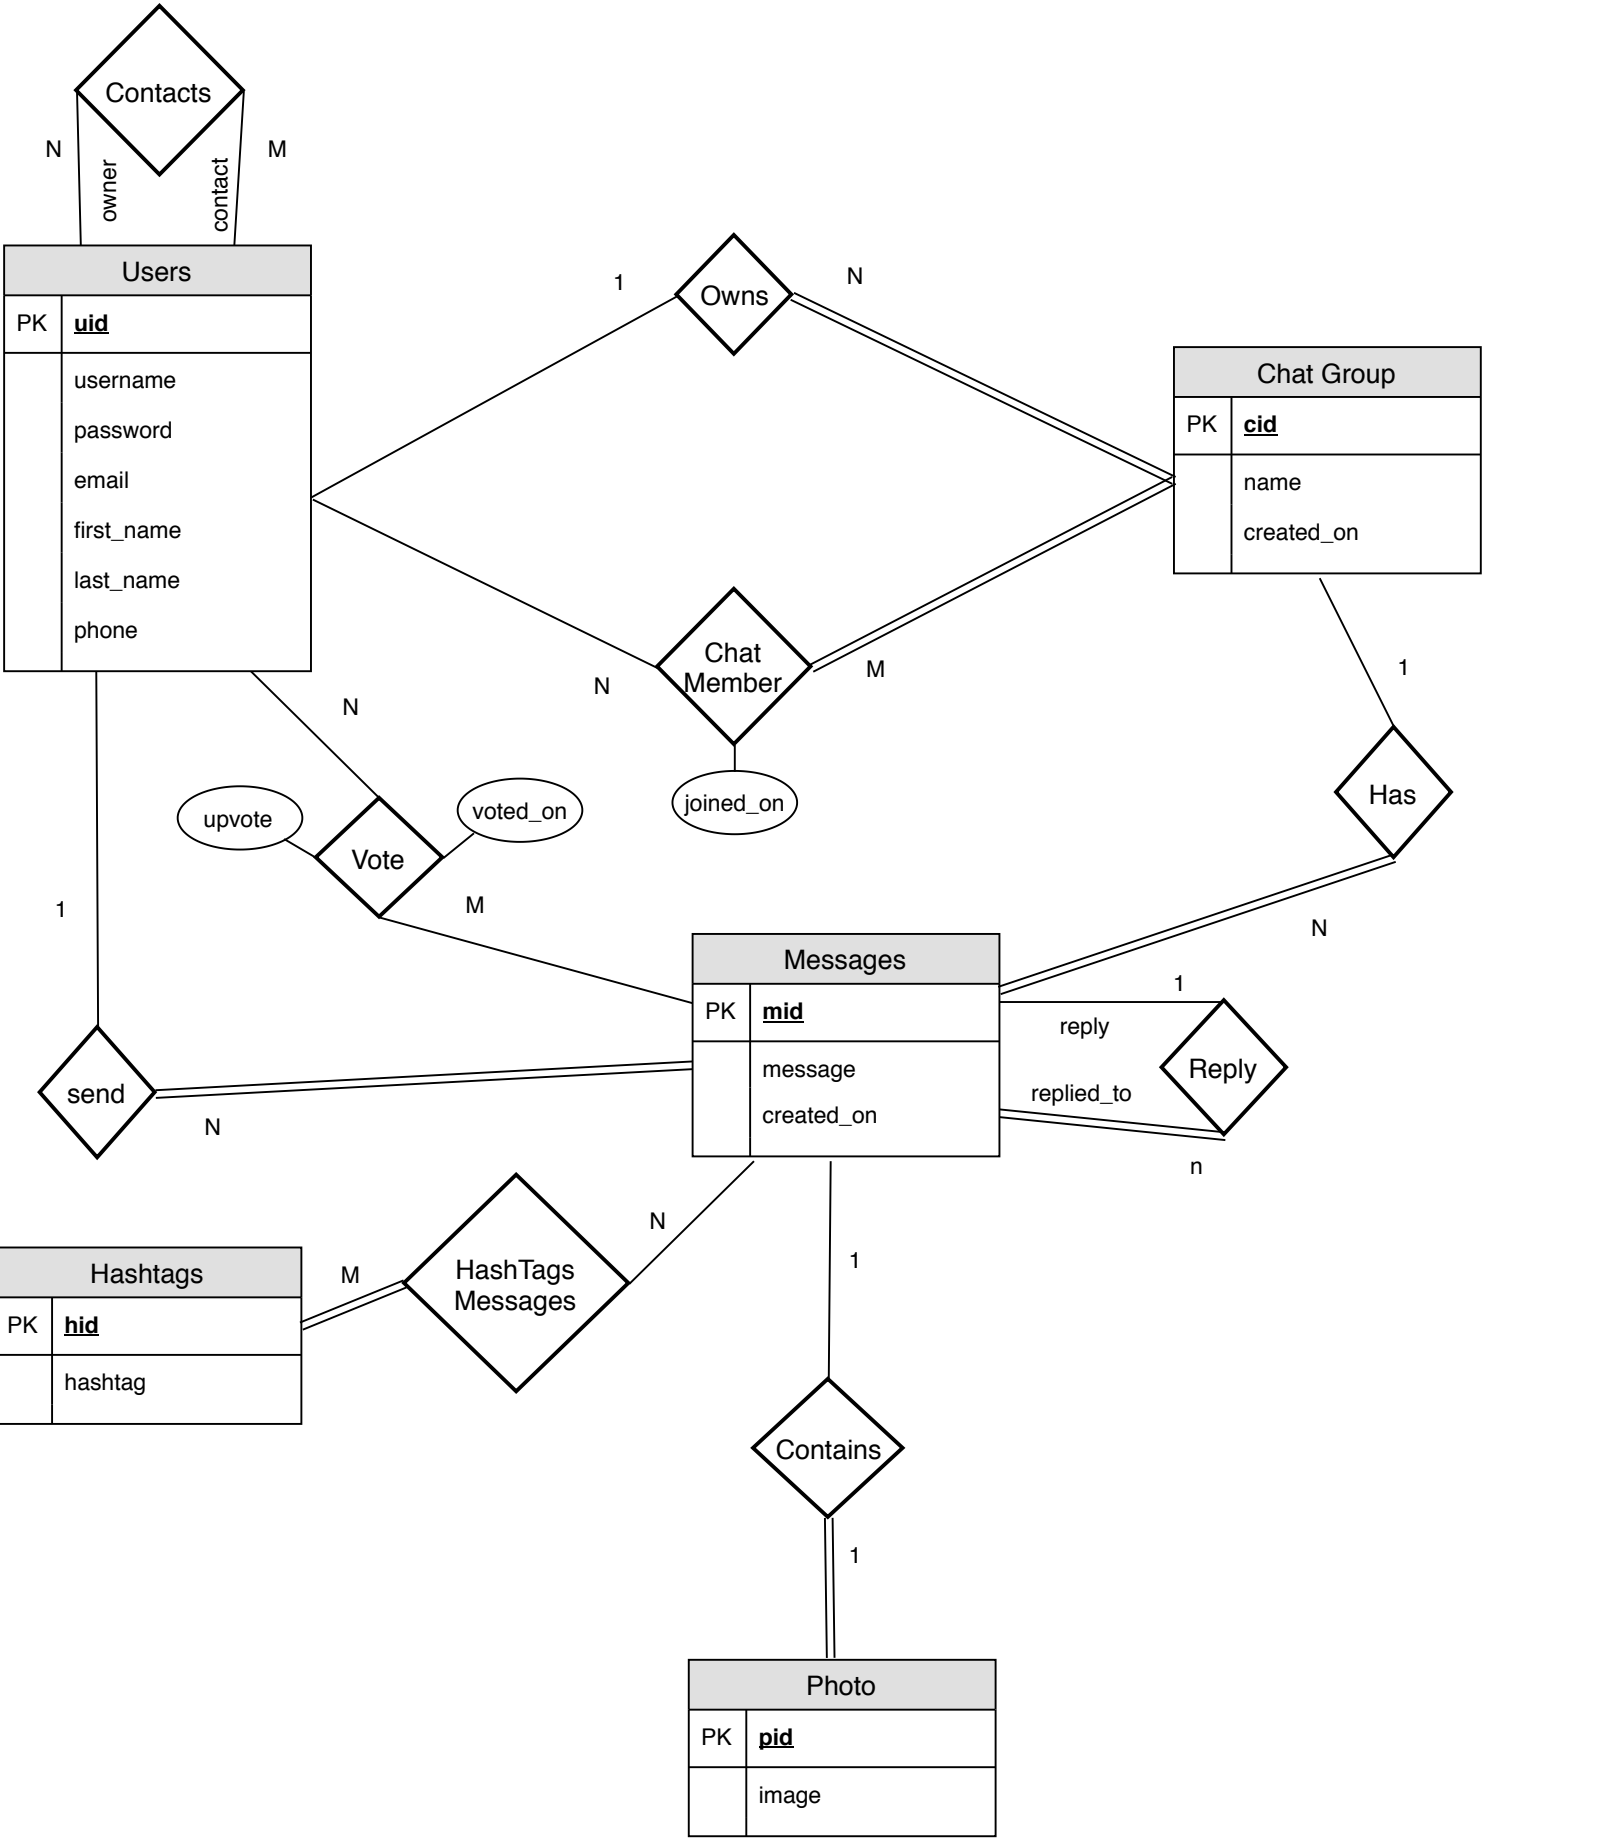 Contacts
N
M
owner
contact
Users
PK
uid
username
password
email
first_name
last_name
phone
1
Owns
N
Chat Group
PK
cid
name
created_on
N
Chat
Member
M
joined_on
1
Has
N
N
upvote
voted_on
Vote
M
1
send
N
Messages
PK
mid
message
created_on
1
reply
Reply
replied_to
n
Hashtags
PK
hid
hashtag
M
HashTags
Messages
N
1
Contains
1
Photo
PK
pid
image